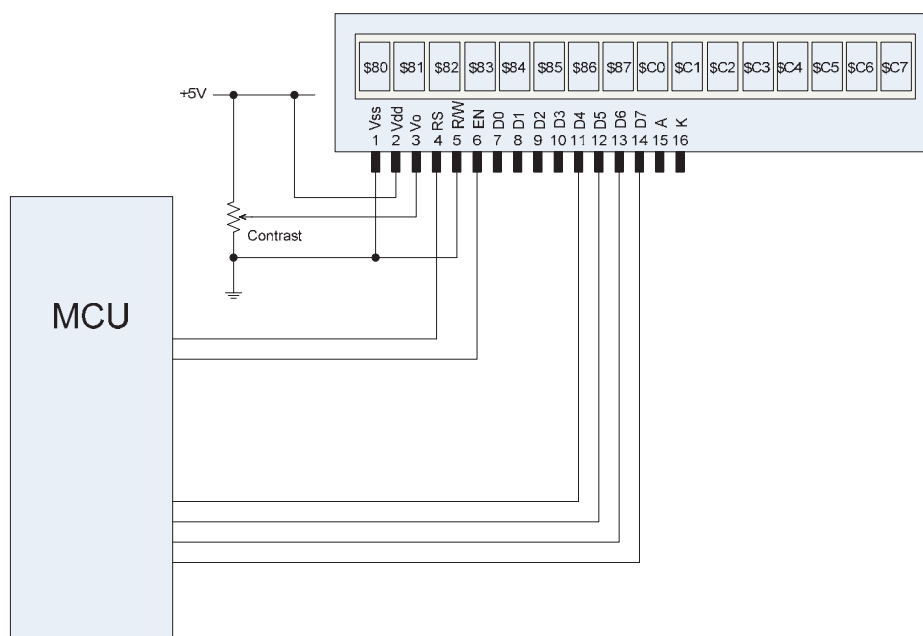 $80 $81 $82 $83 $84 $85 $86 $87 $C0 $C1 $C2 $C3 $C4 $C5 $C6 $C7
+5V
Vss Vdd Vo RS R/W EN D0 D1 D2 D3 D4 D5 D6 D7 A K
1 2 3 4 5 6 7 8 9 10 11 12 13 14 15 16
Contrast
MCU